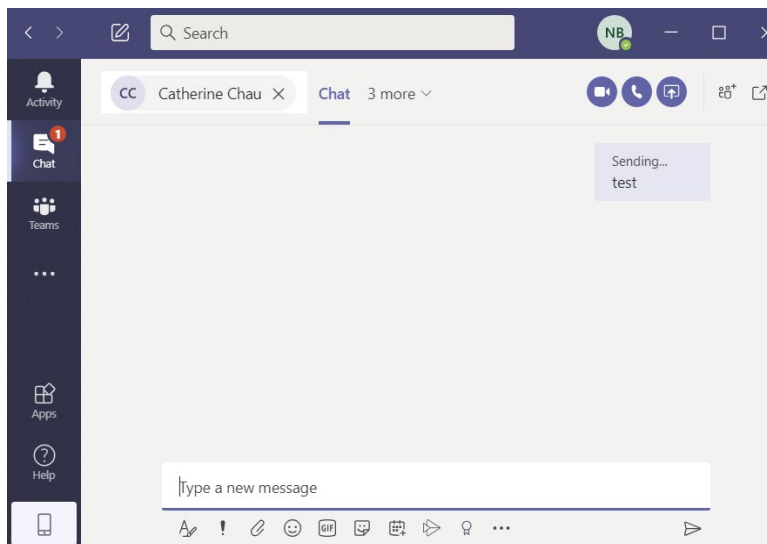 Search
NB
Activity
CC Catherine Chau Chat 3 more
1
Chat
Sending...
test
Teams
Apps
Help
Type a new message
GIF